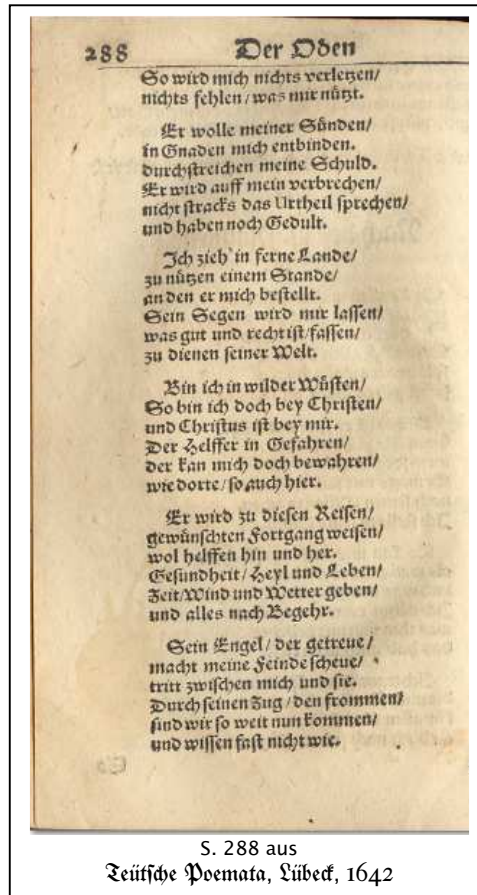 288 Der Oden
So wird mich nichts verletzen/
nichts fehlen/was mir nützt.
Er wolle meiner Sünden/
in Gnaden mich entbinden.
durchstreichen meine Schuld.
Er wird auff mein verbrechen/
nicht stracks das Urtheil sprechen/
und haben noch Gedult.
Ich zieh' in ferne Lande/
zu nützen einem Stande/
an den er mich bestellt.
Sein Segen wird mir lassen/
was gut und recht ist/fassen/
zu dienen seiner Welt.
Bin ich in wilder Wüsten/
So bin ich doch bey Christen/
und Christus ist bey mir.
Der Helffer in Gefahren/
der kan mich doch bewahren/
wie dorte/so auch hier.
Er wird zu diesen Reisen/
gewünschten Fortgang weisen/
wol helffen hin und her.
Gesundheit/Heyl und Leben/
Zeit/Wind und Wetter geben/
und alles nach Begehr.
Sein Engel/der getreue/
macht meine Feinde scheue/
tritt zwischen mich und sie.
Durch seinen Zug/den frommen/
sind wir so weit nun kommen/
und wissen fast nicht wie.
S. 288 aus
Teütsche Poemata, Lübeck, 1642